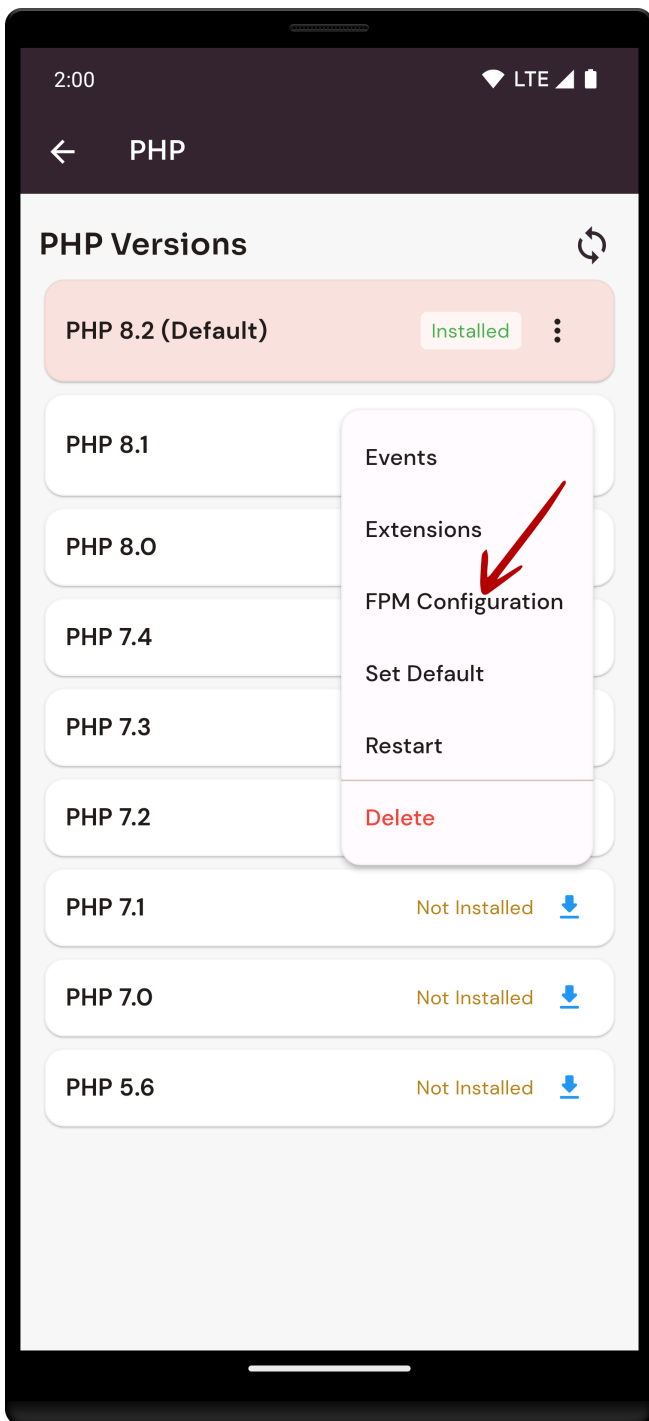 2:00
LTE
PHP
PHP Versions
PHP 8.2 (Default)
Installed
PHP 8.1
Events
Extensions
PHP 8.0
FPM Configuration
PHP 7.4
Set Default
PHP 7.3
Restart
PHP 7.2
Delete
PHP 7.1
Not Installed
PHP 7.0
Not Installed
PHP 5.6
Not Installed